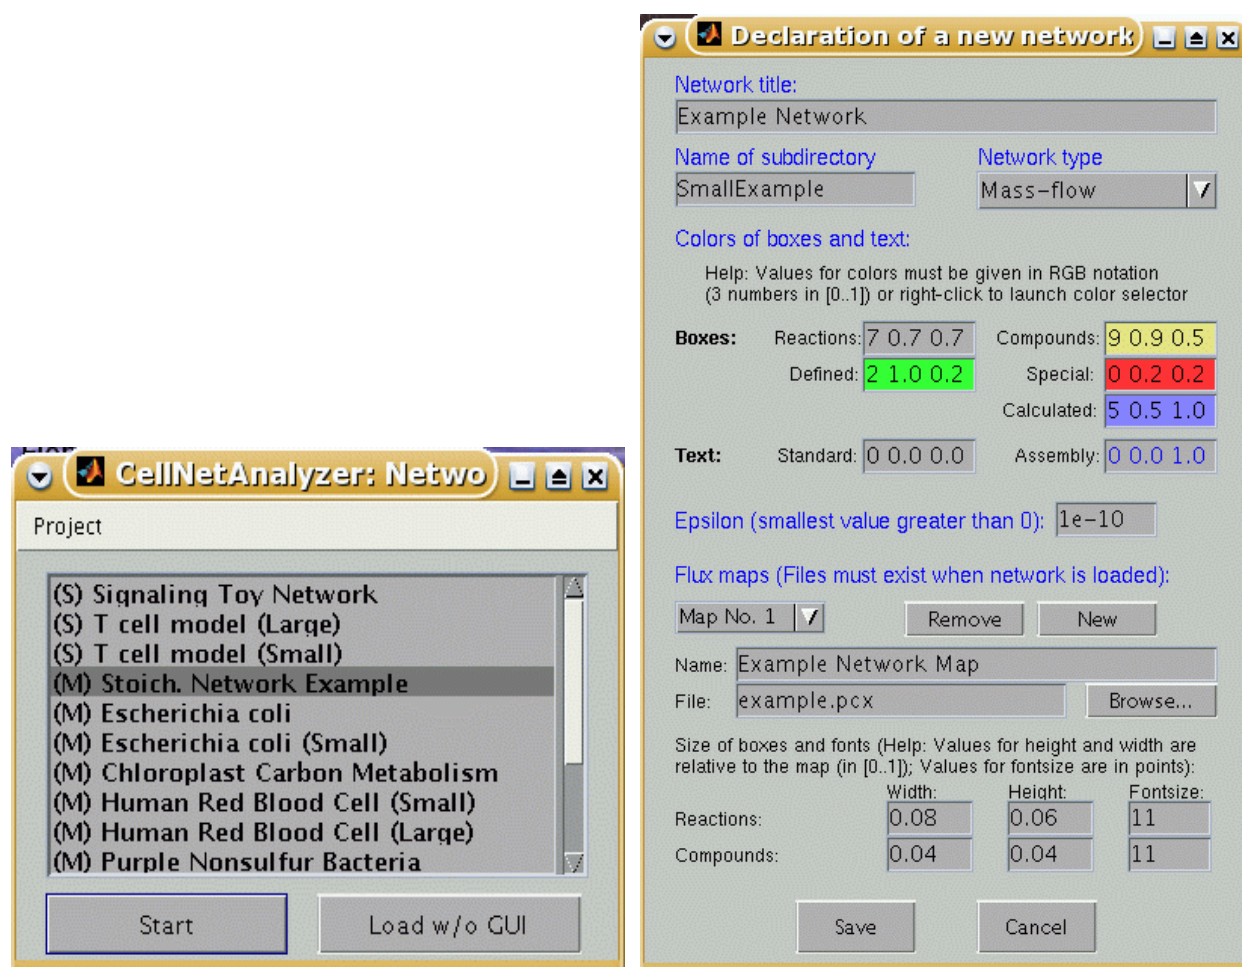 CellNetAnalyzer: Netwo
Project
(S) Signaling Toy Network
(S) T cell model (Large)
(S) T cell model (Small)
(M) Stoich. Network Example
(M) Escherichia coli
(M) Escherichia coli (Small)
(M) Chloroplast Carbon Metabolism
(M) Human Red Blood Cell (Small)
(M) Human Red Blood Cell (Large)
(M) Purple Nonsulfur Bacteria
Start Load w/o GUI
Declaration of a new network
Network title:
Example Network
Name of subdirectory Network type
SmallExample Mass-flow
Colors of boxes and text:
Help: Values for colors must be given in RGB notation
(3 numbers in [0..1]) or right-click to launch color selector
Boxes: Reactions: 7 0.7 0.7 Compounds: 9 0.9 0.5
Defined: 2 1.0 0.2 Special: 0 0.2 0.2
Calculated: 5 0.5 1.0
Text: Standard: 0 0.0 0.0 Assembly: 0 0.0 1.0
Epsilon (smallest value greater than 0): 1e-10
Flux maps (Files must exist when network is loaded):
Map No. 1 Remove New
Name: Example Network Map
File: example.pcx Browse...
Size of boxes and fonts (Help: Values for height and width are
relative to the map (in [0..1]); Values for fontsize are in points):
Width: Height: Fontsize:
Reactions: 0.08 0.06 11
Compounds: 0.04 0.04 11
Save Cancel